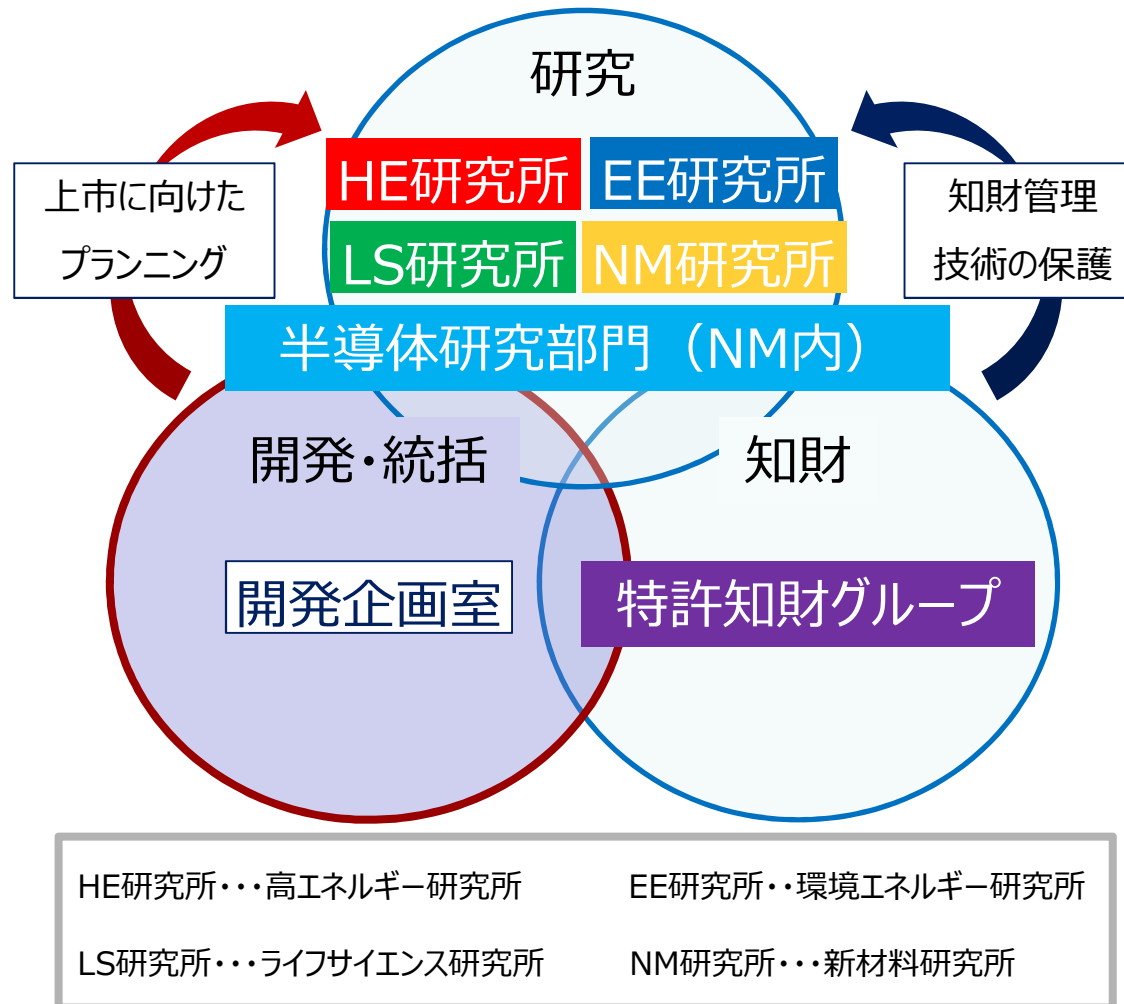 研究
HE研究所
EE研究所
LS研究所
NM研究所
半導体研究部門（NM内）
上市に向けた
プランニング
知財管理
技術の保護
開発・統括
知財
開発企画室
特許知財グループ
HE研究所・・・高エネルギー研究所
EE研究所・・環境エネルギー研究所
LS研究所・・・ライフサイエンス研究所
NM研究所・・・新材料研究所